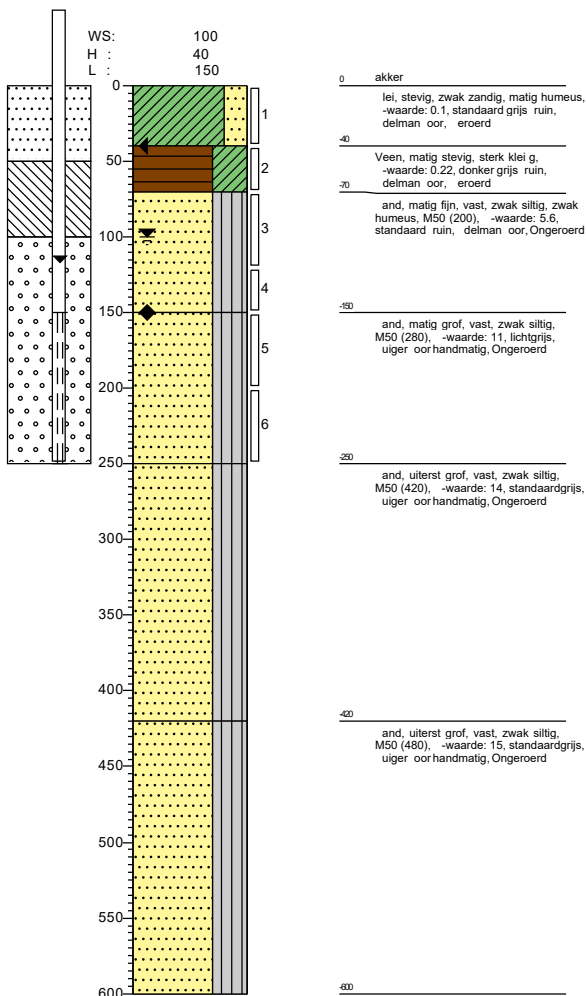 WS: 100
H : 40
L : 150
0
50
100
150
200
250
300
350
400
450
500
550
600
1
2
3
4
5
6
0 akker
lei, stevig, zwak zandig, matig humeus,
-waarde: 0.1, standaard grijs ruin,
delman oor, eroerd
-40
Veen, matig stevig, sterk klei g,
-waarde: 0.22, donker grijs ruin,
delman oor, eroerd
-70
and, matig fijn, vast, zwak siltig, zwak
humeus, M50 (200), -waarde: 5.6,
standaard ruin, delman oor, Ongeroerd
-150
and, matig grof, vast, zwak siltig,
M50 (280), -waarde: 11, lichtgrijs,
uiger oor handmatig, Ongeroerd
-250
and, uiterst grof, vast, zwak siltig,
M50 (420), -waarde: 14, standaardgrijs,
uiger oor handmatig, Ongeroerd
-420
and, uiterst grof, vast, zwak siltig,
M50 (480), -waarde: 15, standaardgrijs,
uiger oor handmatig, Ongeroerd
-600